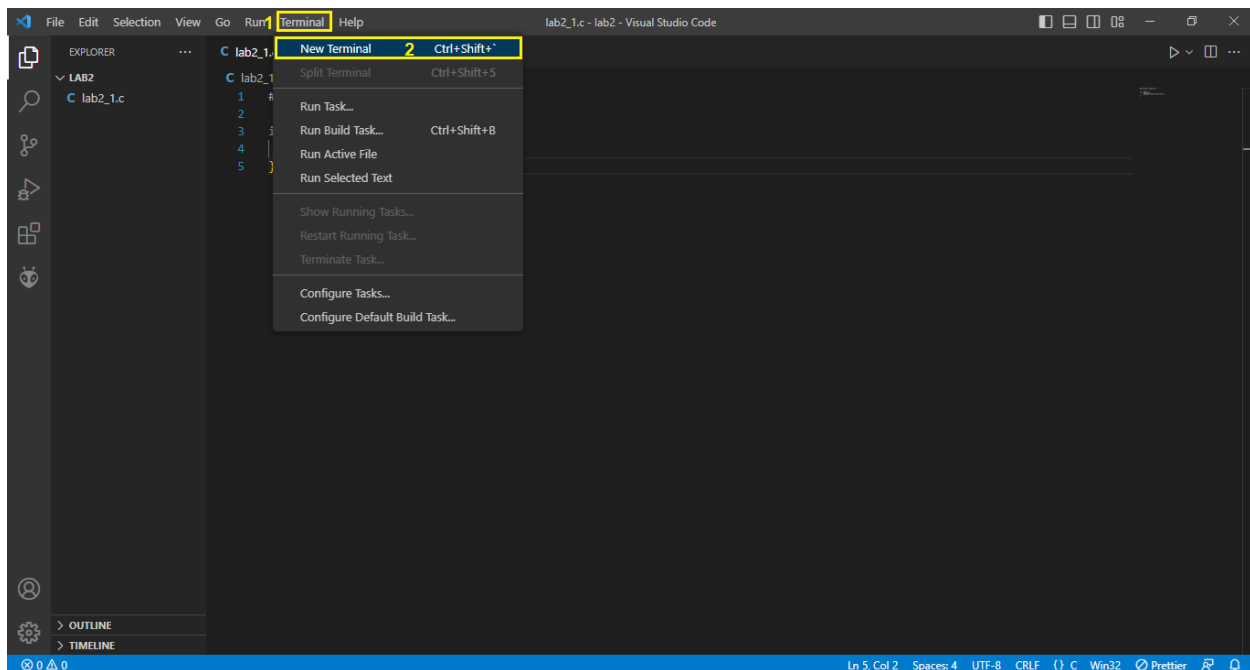 File Edit Selection View Go Run 1 Terminal Help lab2_1.c - lab2 - Visual Studio Code
EXPLORER ...
LAB2
C lab2_1.c
C lab2_1.
C lab2_1
1 #
2
3 i
4
5 }
New Terminal 2 Ctrl+Shift+`
Split Terminal Ctrl+Shift+5
Run Task...
Run Build Task... Ctrl+Shift+B
Run Active File
Run Selected Text
Show Running Tasks...
Restart Running Task...
Terminate Task...
Configure Tasks...
Configure Default Build Task...
OUTLINE
TIMELINE
0 0 Ln 5, Col 2 Spaces: 4 UTF-8 CRLF {} C Win32 Prettier